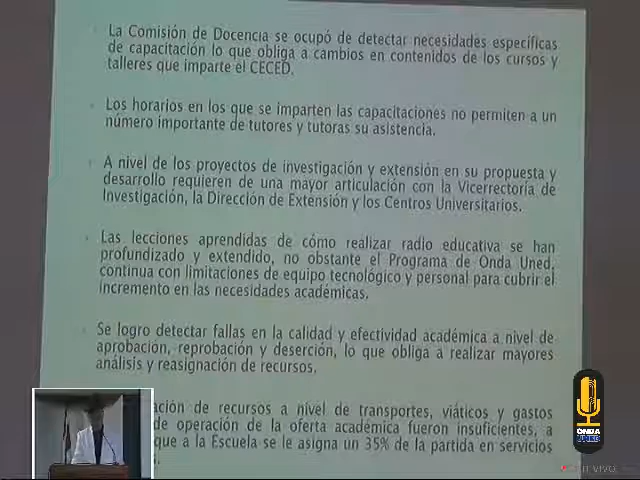 La Comisión de Docencia se ocupó de detectar necesidades específicas
de capacitación lo que obliga a cambios en contenidos de los cursos y
talleres que imparte el CECED.
Los horarios en los que se imparten las capacitaciones no permiten a un
número importante de tutores y tutoras su asistencia.
A nivel de los proyectos de investigación y extensión en su propuesta y
desarrollo requieren de una mayor articulación con la Vicerrectoría de
Investigación, la Dirección de Extensión y los Centros Universitarios.
Las lecciones aprendidas de cómo realizar radio educativa se han
profundizado y extendido, no obstante el Programa de Onda Uned,
continua con limitaciones de equipo tecnológico y personal para cubrir el
incremento en las necesidades académicas.
Se logro detectar fallas en la calidad y efectividad académica a nivel de
aprobación, reprobación y deserción, lo que obliga a realizar mayores
análisis y reasignación de recursos.
ación de recursos a nivel de transportes, viáticos y gastos
de operación de la oferta académica fueron insuficientes, a
que a la Escuela se le asigna un 35% de la partida en servicios
ONDA
UNED
VIVO